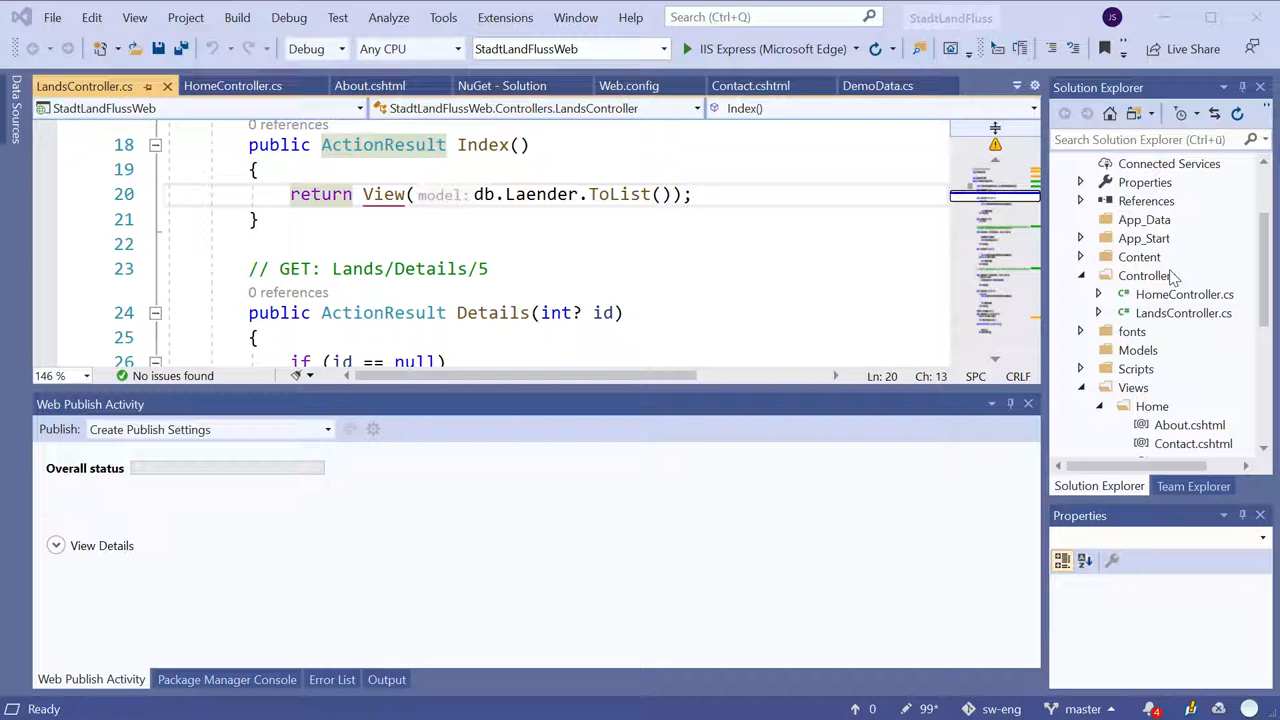 File Edit View Project Build Debug Test Analyze Tools Extensions Window Help Search (Ctrl+Q) StadtLandFluss JS
Debug Any CPU StadtLandFlussWeb IIS Express (Microsoft Edge) Live Share
Data Sources
LandsController.cs HomeController.cs About.cshtml NuGet - Solution Web.config Contact.cshtml DemoData.cs
StadtLandFlussWeb StadtLandFlussWeb.Controllers.LandsController Index()
0 references
18 public ActionResult Index()
19 {
20 return View(model: db.Laender.ToList());
21 }
22
23 // GET: Lands/Details/5
0 references
24 public ActionResult Details(int? id)
25 {
26 if (id == null)
146 % No issues found Ln: 20 Ch: 13 SPC CRLF
Web Publish Activity
Publish: Create Publish Settings
Overall status
View Details
Web Publish Activity Package Manager Console Error List Output
Solution Explorer
Search Solution Explorer (Ctrl+ü)
Connected Services
Properties
References
App_Data
App_Start
Content
Controllers
HomeController.cs
LandsController.cs
fonts
Models
Scripts
Views
Home
About.cshtml
Contact.cshtml
Solution Explorer Team Explorer
Properties
Ready 0 99* sw-eng master 4